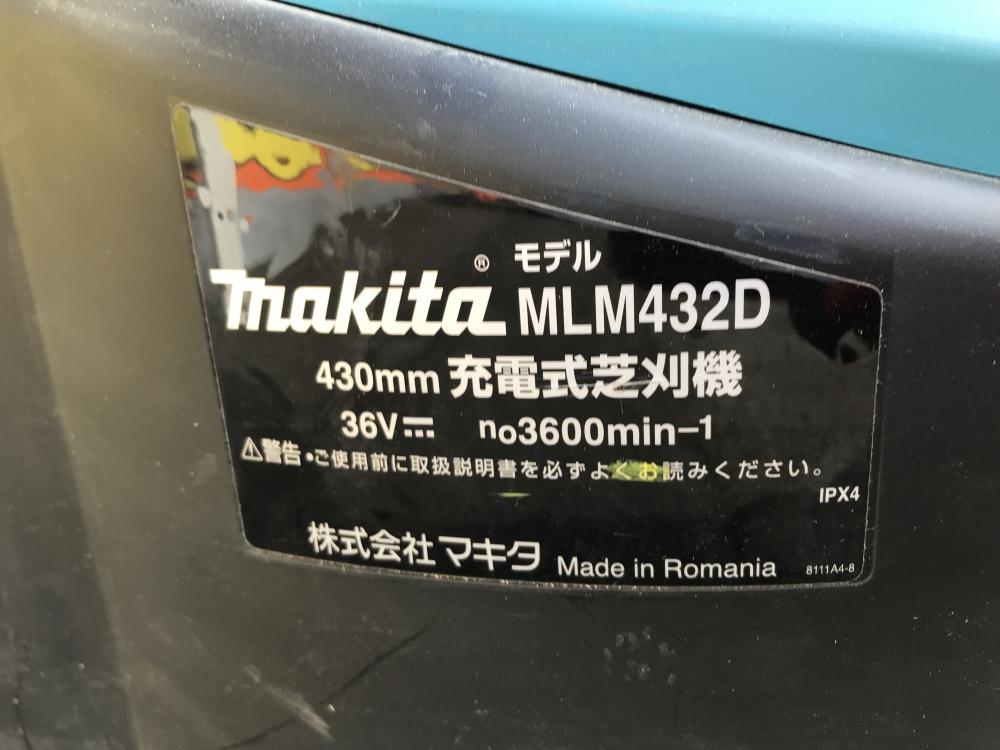 makita® モデル MLM432D
430mm 充電式芝刈機
36V⎓ no3600min-1
⚠警告・ご使用前に取扱説明書を必ずよくお読みください。
IPX4
株式会社マキタ Made in Romania 8111A4-8